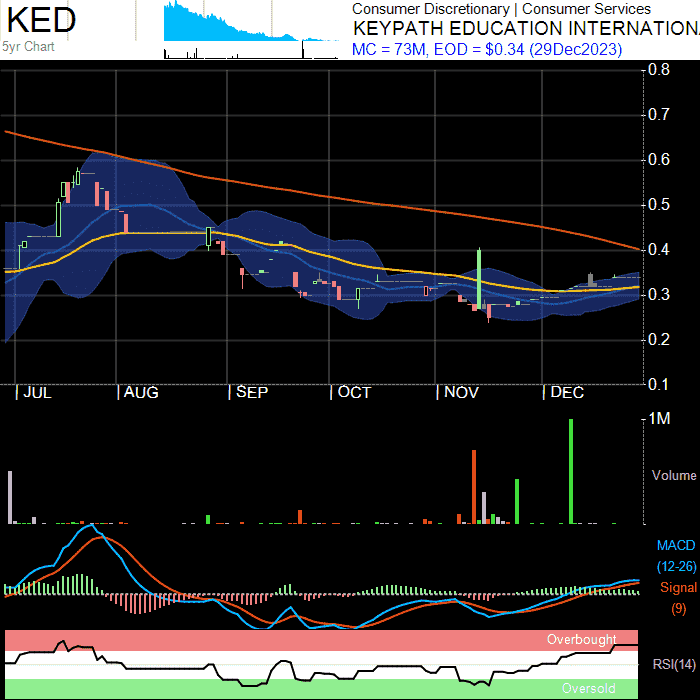 KED
5yr Chart
Consumer Discretionary | Consumer Services
KEYPATH EDUCATION INTERNATIONA
MC = 73M, EOD = $0.34 (29Dec2023)
0.8
0.7
0.6
0.5
0.4
0.3
0.2
0.1
| JUL | AUG | SEP | OCT | NOV | DEC
1M
Volume
MACD
(12-26)
Signal
(9)
Overbought
RSI(14)
Oversold